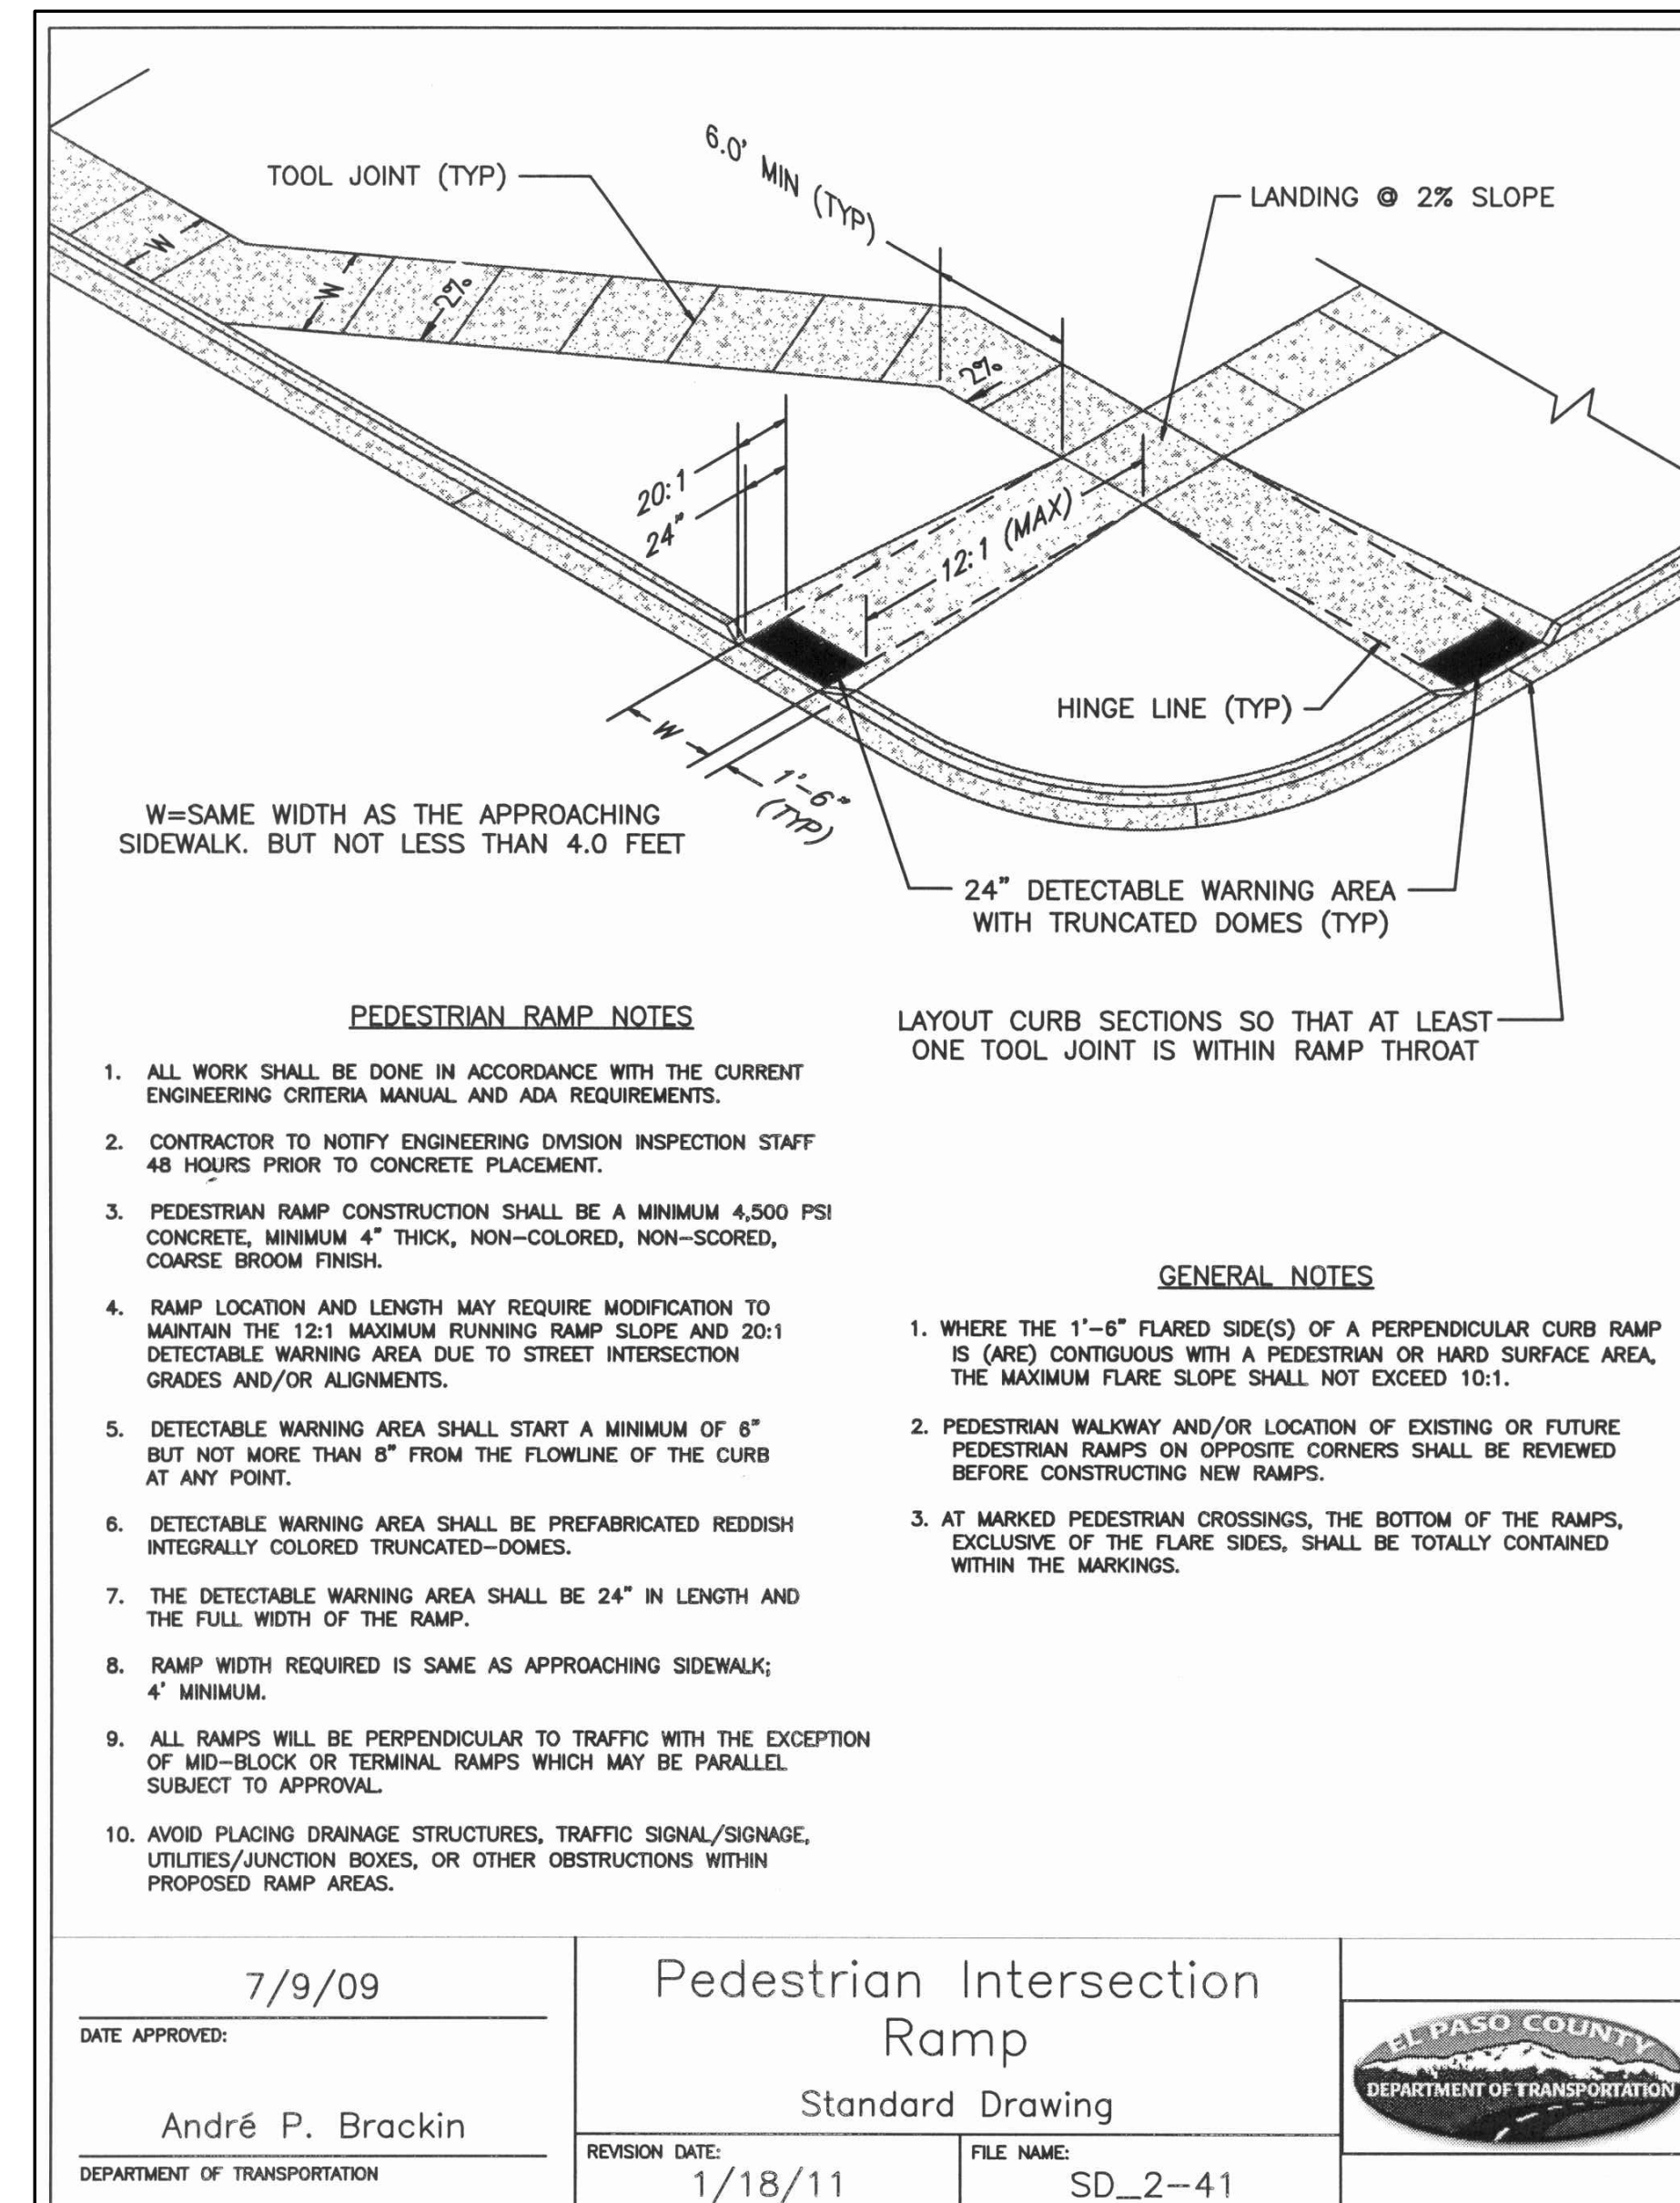 TOOL JOINT (TYP)
6.0' MIN (TYP)
LANDING @ 2% SLOPE
W
W
2%
2%
20:1
24"
12:1 (MAX)
HINGE LINE (TYP)
W
1'-6"
(TYP)
W=SAME WIDTH AS THE APPROACHING
SIDEWALK. BUT NOT LESS THAN 4.0 FEET
24" DETECTABLE WARNING AREA
WITH TRUNCATED DOMES (TYP)
LAYOUT CURB SECTIONS SO THAT AT LEAST
ONE TOOL JOINT IS WITHIN RAMP THROAT
PEDESTRIAN RAMP NOTES
1. ALL WORK SHALL BE DONE IN ACCORDANCE WITH THE CURRENT
ENGINEERING CRITERIA MANUAL AND ADA REQUIREMENTS.
2. CONTRACTOR TO NOTIFY ENGINEERING DIVISION INSPECTION STAFF
48 HOURS PRIOR TO CONCRETE PLACEMENT.
3. PEDESTRIAN RAMP CONSTRUCTION SHALL BE A MINIMUM 4,500 PSI
CONCRETE, MINIMUM 4" THICK, NON-COLORED, NON-SCORED,
COARSE BROOM FINISH.
4. RAMP LOCATION AND LENGTH MAY REQUIRE MODIFICATION TO
MAINTAIN THE 12:1 MAXIMUM RUNNING RAMP SLOPE AND 20:1
DETECTABLE WARNING AREA DUE TO STREET INTERSECTION
GRADES AND/OR ALIGNMENTS.
5. DETECTABLE WARNING AREA SHALL START A MINIMUM OF 6"
BUT NOT MORE THAN 8" FROM THE FLOWLINE OF THE CURB
AT ANY POINT.
6. DETECTABLE WARNING AREA SHALL BE PREFABRICATED REDDISH
INTEGRALLY COLORED TRUNCATED-DOMES.
7. THE DETECTABLE WARNING AREA SHALL BE 24" IN LENGTH AND
THE FULL WIDTH OF THE RAMP.
8. RAMP WIDTH REQUIRED IS SAME AS APPROACHING SIDEWALK;
4' MINIMUM.
9. ALL RAMPS WILL BE PERPENDICULAR TO TRAFFIC WITH THE EXCEPTION
OF MID-BLOCK OR TERMINAL RAMPS WHICH MAY BE PARALLEL
SUBJECT TO APPROVAL.
10. AVOID PLACING DRAINAGE STRUCTURES, TRAFFIC SIGNAL/SIGNAGE,
UTILITIES/JUNCTION BOXES, OR OTHER OBSTRUCTIONS WITHIN
PROPOSED RAMP AREAS.
GENERAL NOTES
1. WHERE THE 1'-6" FLARED SIDE(S) OF A PERPENDICULAR CURB RAMP
IS (ARE) CONTIGUOUS WITH A PEDESTRIAN OR HARD SURFACE AREA,
THE MAXIMUM FLARE SLOPE SHALL NOT EXCEED 10:1.
2. PEDESTRIAN WALKWAY AND/OR LOCATION OF EXISTING OR FUTURE
PEDESTRIAN RAMPS ON OPPOSITE CORNERS SHALL BE REVIEWED
BEFORE CONSTRUCTING NEW RAMPS.
3. AT MARKED PEDESTRIAN CROSSINGS, THE BOTTOM OF THE RAMPS,
EXCLUSIVE OF THE FLARE SIDES, SHALL BE TOTALLY CONTAINED
WITHIN THE MARKINGS.
7/9/09
DATE APPROVED:
André P. Brackin
DEPARTMENT OF TRANSPORTATION
Pedestrian Intersection
Ramp
Standard Drawing
REVISION DATE:
1/18/11
FILE NAME:
SD_2-41
EL PASO COUNTY
DEPARTMENT OF TRANSPORTATION